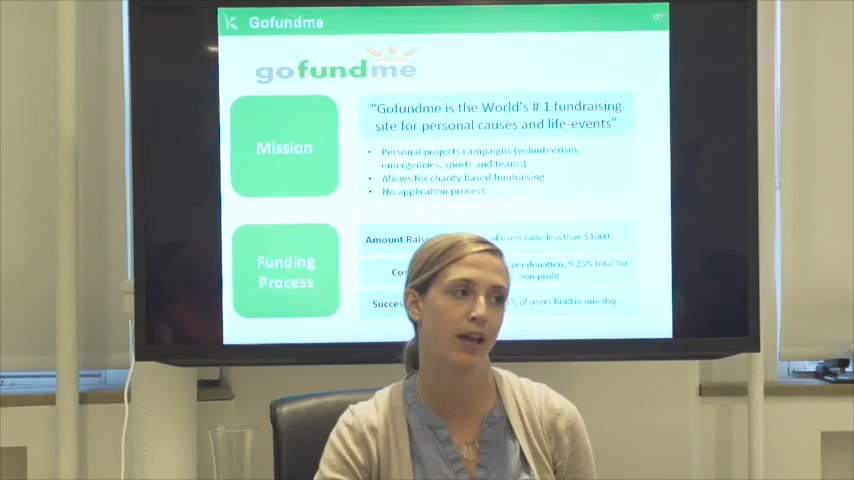 Gofundme
gofundme
"Gofundme is the World's # 1 fundraising
site for personal causes and life-events"
Mission
• Personal projects campaigns (volunteerism,
emergencies, sports and teams)
• Allows for charity based fundraising
• No application process
Amount Raise of users raise less than $1000
Funding
Process
Cos per donation, 9.25% total for
non-profit
Succes % of users fund in one day